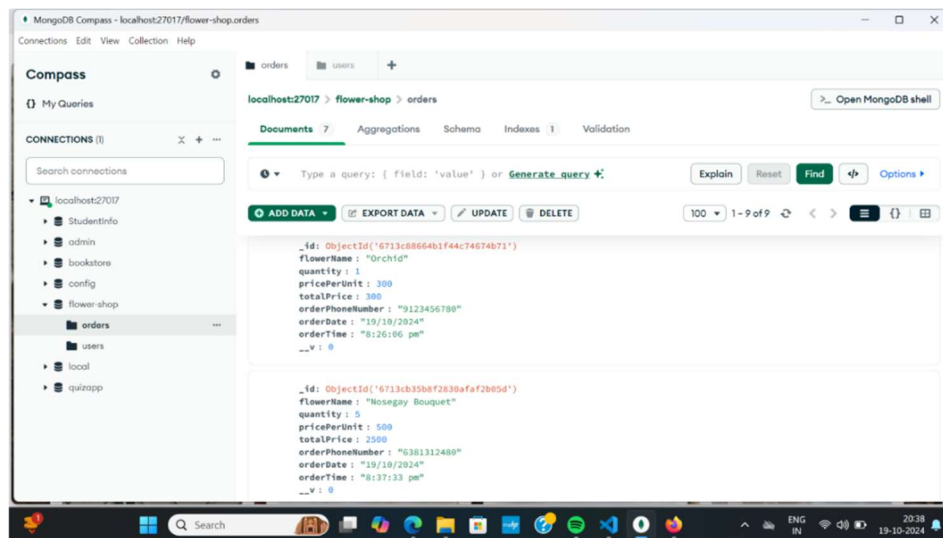 MongoDB Compass - localhost:27017/flower-shop.orders
Connections Edit View Collection Help
Compass
{} My Queries
CONNECTIONS (1)
Search connections
localhost:27017
StudentInfo
admin
bookstore
config
flower-shop
orders
users
local
quizapp
orders users
localhost:27017 > flower-shop > orders
>_ Open MongoDB shell
Documents 7 Aggregations Schema Indexes 1 Validation
Type a query: { field: 'value' } or Generate query
Explain Reset Find </> Options
ADD DATA EXPORT DATA UPDATE DELETE
100 1 - 9 of 9 {}
_id: ObjectId('6713c88664b1f44c74674b71')
flowerName : "Orchid"
quantity : 1
pricePerUnit : 300
totalPrice : 300
orderPhoneNumber : "9123456780"
orderDate : "19/10/2024"
orderTime : "8:26:06 pm"
__v : 0
_id: ObjectId('6713cb35b8f2830afaf2b05d')
flowerName : "Nosegay Bouquet"
quantity : 5
pricePerUnit : 500
totalPrice : 2500
orderPhoneNumber : "6381312480"
orderDate : "19/10/2024"
orderTime : "8:37:33 pm"
__v : 0
Search
ENG
IN
20:38
19-10-2024